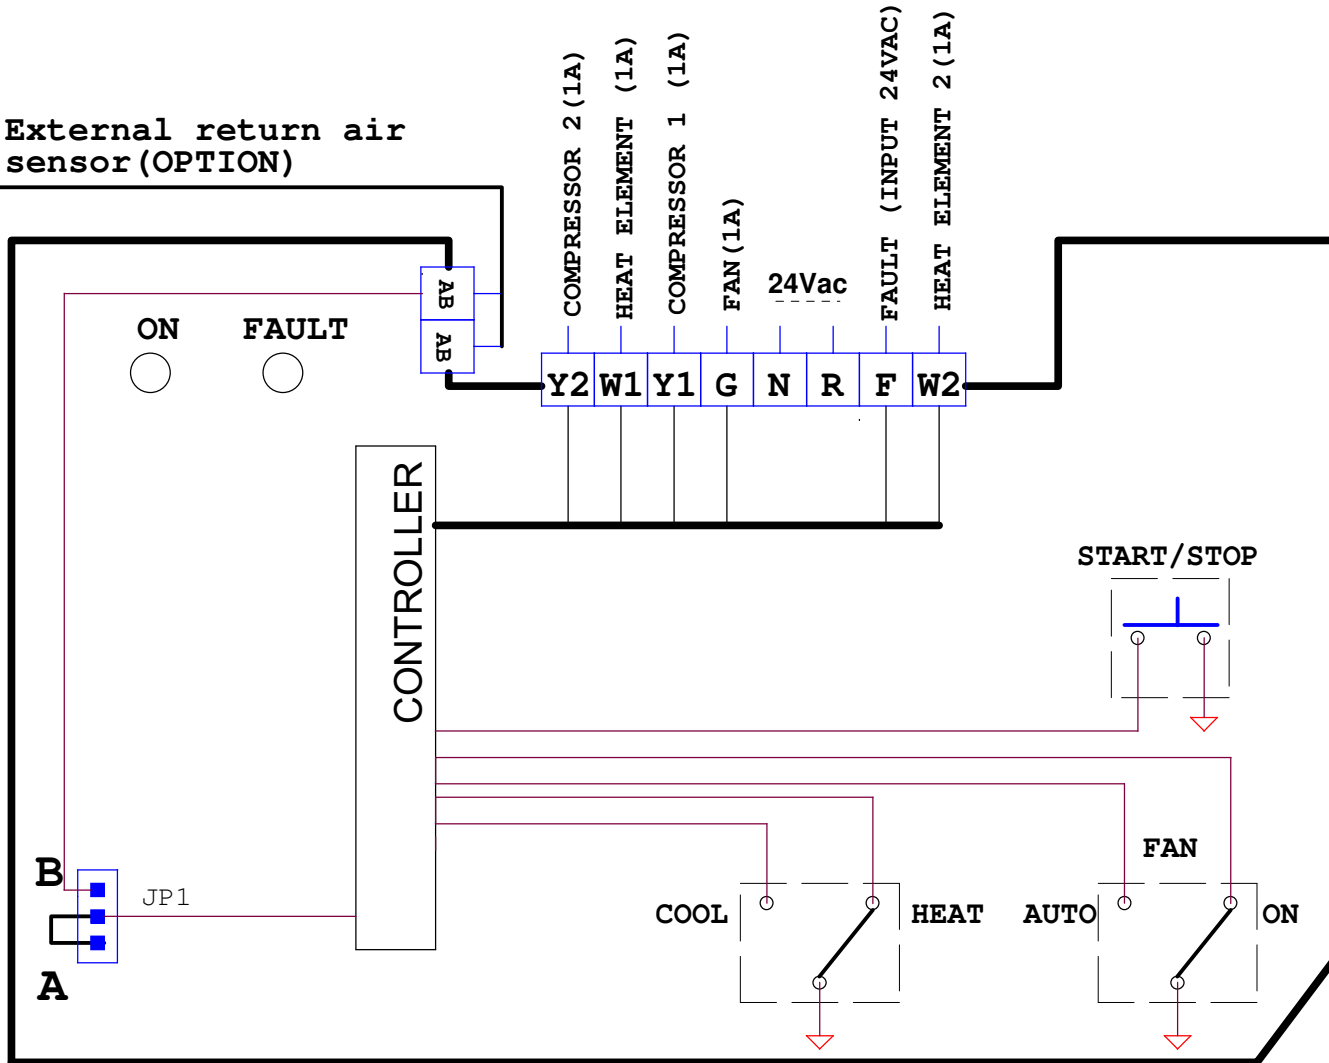 COMPRESSOR 2(1A)
HEAT ELEMENT (1A)
COMPRESSOR 1 (1A)
FAN(1A)
24Vac
FAULT (INPUT 24VAC)
HEAT ELEMENT 2(1A)
External return air
sensor(OPTION)
AB
AB
ON FAULT
Y2 W1 Y1 G N R F W2
CONTROLLER
START/STOP
FAN
B
JP1
COOL HEAT AUTO ON
A